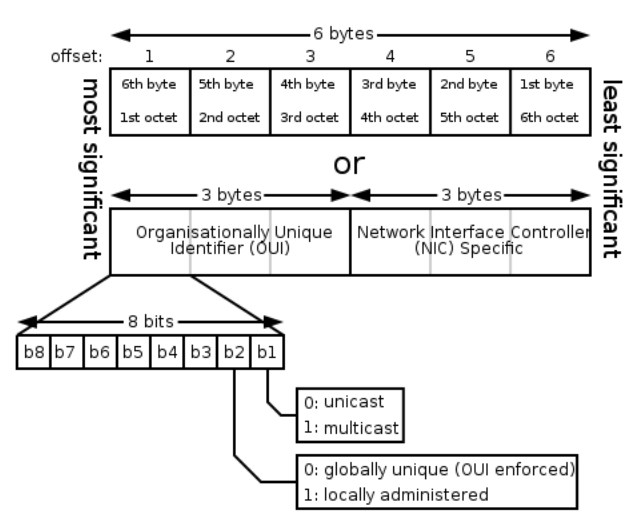 6 bytes
offset: 1 2 3 4 5 6
6th byte 5th byte 4th byte 3rd byte 2nd byte 1st byte
1st octet 2nd octet 3rd octet 4th octet 5th octet 6th octet
most significant
least significant
or
3 bytes 3 bytes
Organisationally Unique
Identifier (OUI)
Network Interface Controller
(NIC) Specific
8 bits
b8 b7 b6 b5 b4 b3 b2 b1
0: unicast
1: multicast
0: globally unique (OUI enforced)
1: locally administered